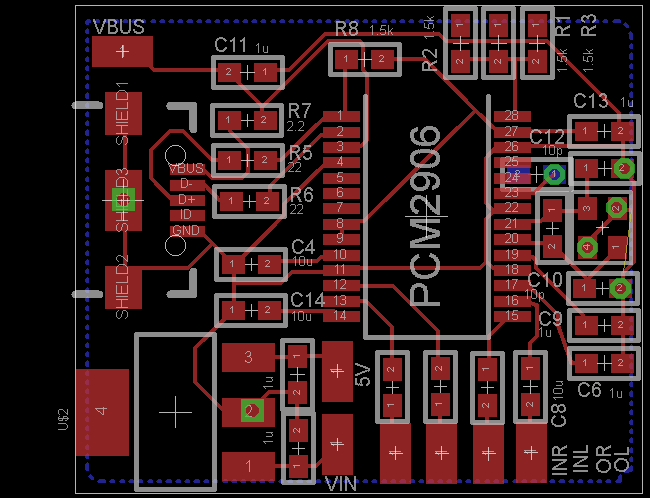 VBUS
C11 1u
R8 1.5k
R2 1.5k
R1 1.5k
R3 1.5k
SHIELD1
R7
2.2
C13 1u
C12
10p
R5
22
VBUS
D-
D+
ID
GND
SHIELD3
R6
22
PCM2906
1
2
3
4
5
6
7
8
9
10
11
12
13
14
28
27
26
25
24
23
22
21
20
19
18
17
16
15
SHIELD2
C4
10u
C14
10u
C10
10p
C9
1u
C6 1u
C8 10u
U$2
4
3
2
1
1u
1u
5V
VIN
INR
INL
OR
OL